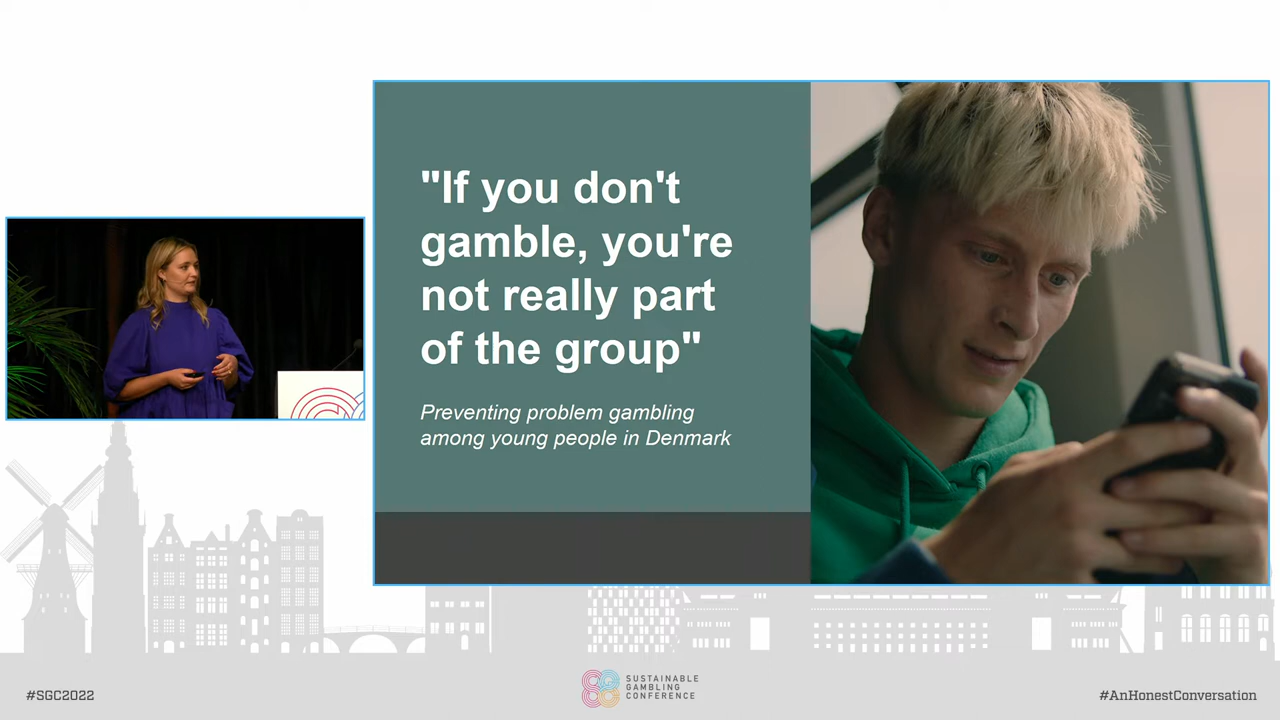 "If you don't
gamble, you're
not really part
of the group"
Preventing problem gambling
among young people in Denmark
#SGC2022
SUSTAINABLE
GAMBLING
CONFERENCE
#AnHonestConversation